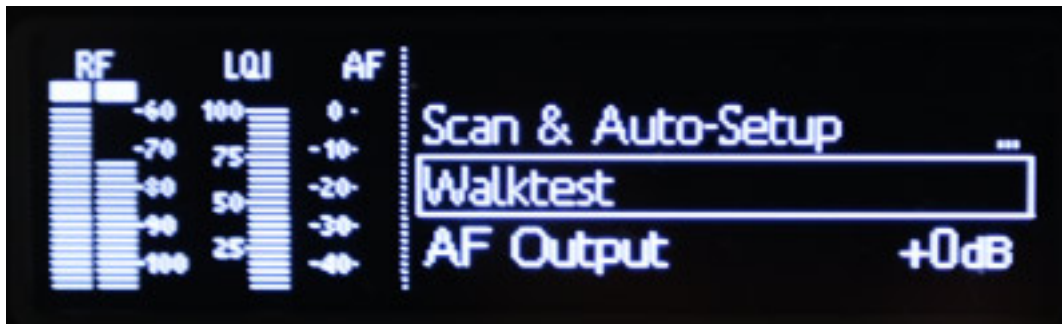 RF LQI AF
-60 100 0 -
-70 75 -10-
-80 50 -20-
-90 25 -30-
-100 -40-
Scan & Auto-Setup ...
Walktest
AF Output +0dB